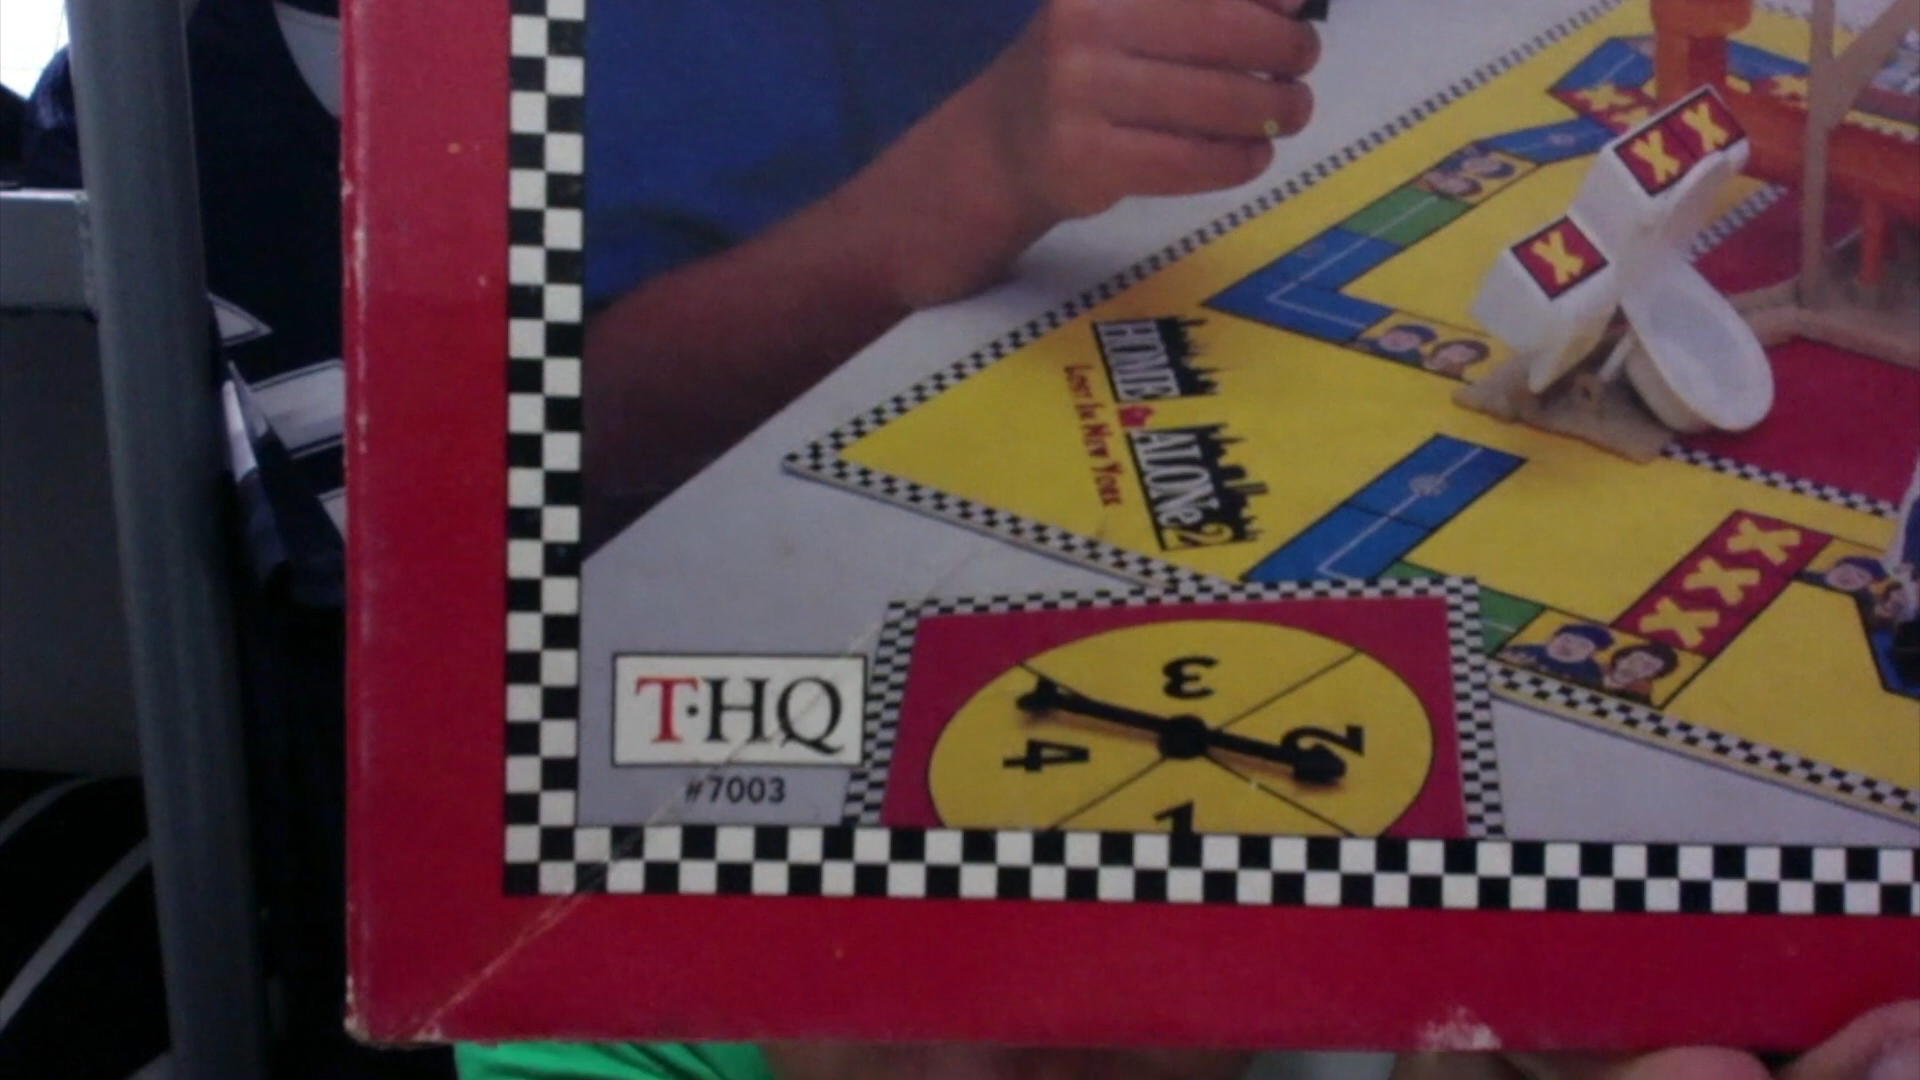 X X
X
HOME ALONe 2
LOST IN NEW YORK
X X X
3
4
2
1
T·HQ
#7003